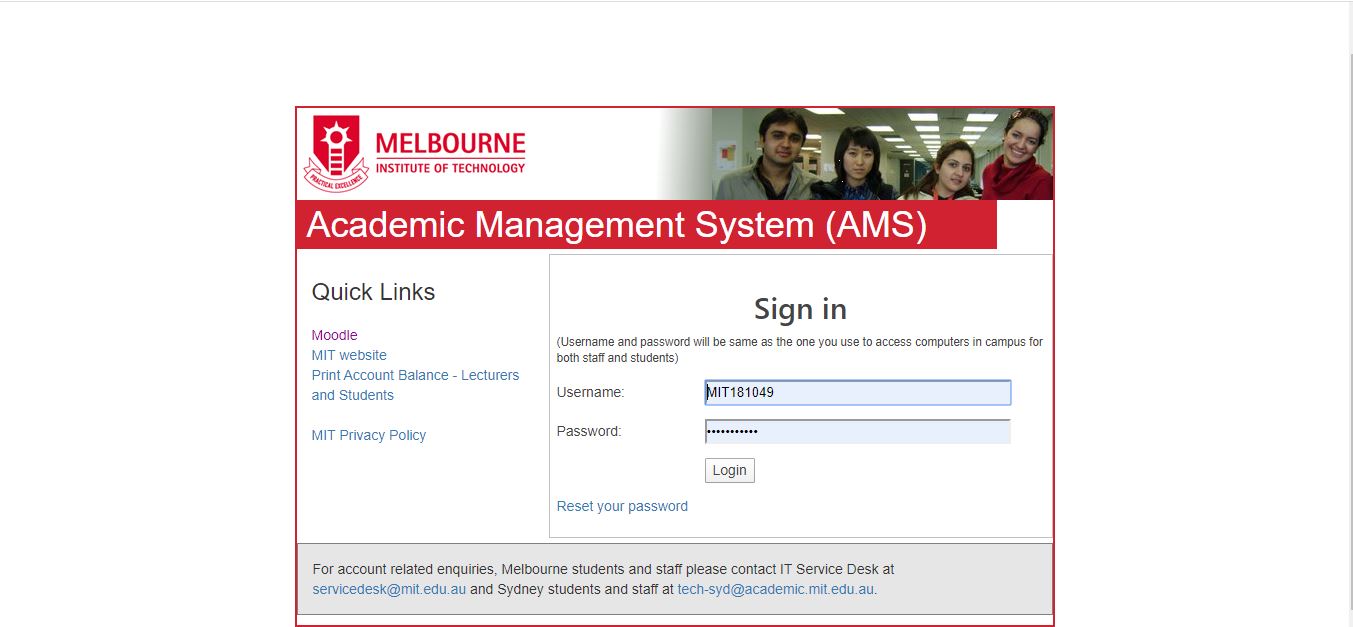 MELBOURNE
INSTITUTE OF TECHNOLOGY
PRACTICAL EXCELLENCE
Academic Management System (AMS)
Quick Links
Moodle
MIT website
Print Account Balance - Lecturers
and Students
MIT Privacy Policy
Sign in
(Username and password will be same as the one you use to access computers in campus for
both staff and students)
Username:
MIT181049
Password:
•••••••••••
Login
Reset your password
For account related enquiries, Melbourne students and staff please contact IT Service Desk at
servicedesk@mit.edu.au and Sydney students and staff at tech-syd@academic.mit.edu.au.